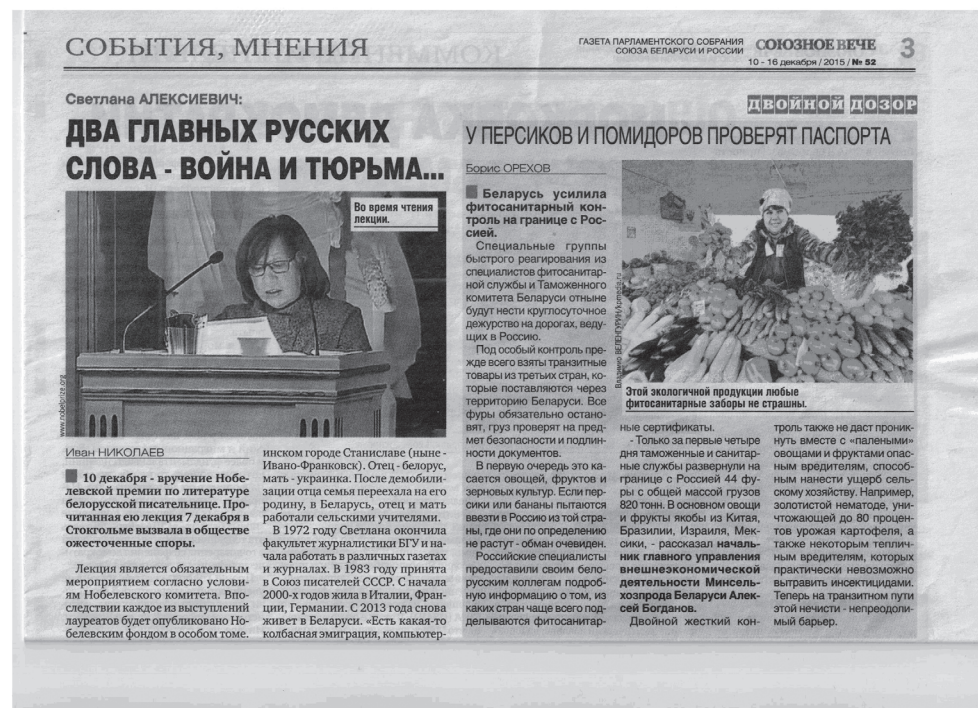 СОБЫТИЯ, МНЕНИЯ
ГАЗЕТА ПАРЛАМЕНТСКОГО СОБРАНИЯ
СОЮЗА БЕЛАРУСИ И РОССИИ
СОЮЗНОЕ ВЕЧЕ
10 - 16 декабря / 2015 / № 52
3
Светлана АЛЕКСИЕВИЧ:
ДВА ГЛАВНЫХ РУССКИХ
СЛОВА - ВОЙНА И ТЮРЬМА...
Во время чтения
лекции.
www.nobelprize.org
Иван НИКОЛАЕВ
10 декабря - вручение Нобе-
левской премии по литературе
белорусской писательнице. Про-
читанная ею лекция 7 декабря в
Стокгольме вызвала в обществе
ожесточенные споры.
Лекция является обязательным
мероприятием согласно услови-
ям Нобелевского комитета. Впо-
следствии каждое из выступлений
лауреатов будет опубликовано Но-
белевским фондом в особом томе.
инском городе Станиславе (ныне -
Ивано-Франковск). Отец - белорус,
мать - украинка. После демобили-
зации отца семья переехала на его
родину, в Беларусь, отец и мать
работали сельскими учителями.
В 1972 году Светлана окончила
факультет журналистики БГУ и на-
чала работать в различных газетах
и журналах. В 1983 году принята
в Союз писателей СССР. С начала
2000-х годов жила в Италии, Фран-
ции, Германии. С 2013 года снова
живет в Беларуси. «Есть какая-то
колбасная эмиграция, компьютер-
ДВОЙНОЙ ДОЗОР
У ПЕРСИКОВ И ПОМИДОРОВ ПРОВЕРЯТ ПАСПОРТА
Борис ОРЕХОВ
Беларусь усилила
фитосанитарный кон-
троль на границе с Рос-
сией.
Специальные группы
быстрого реагирования из
специалистов фитосанитар-
ной службы и Таможенного
комитета Беларуси отныне
будут нести круглосуточное
дежурство на дорогах, веду-
щих в Россию.
Под особый контроль пре-
жде всего взяты транзитные
товары из третьих стран, ко-
торые поставляются через
территорию Беларуси. Все
фуры обязательно остано-
вят, груз проверят на пред-
мет безопасности и подлин-
ности документов.
В первую очередь это ка-
сается овощей, фруктов и
зерновых культур. Если пер-
сики или бананы пытаются
ввезти в Россию из той стра-
ны, где они по определению
не растут - обман очевиден.
Российские специалисты
предоставили своим бело-
русским коллегам подроб-
ную информацию о том, из
каких стран чаще всего под-
делываются фитосанитар-
Владимир ВЕЛЕНГУРИН/kpmedia.ru
Этой экологичной продукции любые
фитосанитарные заборы не страшны.
ные сертификаты.
- Только за первые четыре
дня таможенные и санитар-
ные службы развернули на
границе с Россией 44 фу-
ры с общей массой грузов
820 тонн. В основном овощи
и фрукты якобы из Китая,
Бразилии, Израиля, Мек-
сики, - рассказал началь-
ник главного управления
внешнеэкономической
деятельности Минсель-
хозпрода Беларуси Алек-
сей Богданов.
Двойной жесткий кон-
троль также не даст проник-
нуть вместе с «палеными»
овощами и фруктами опас-
ным вредителям, способ-
ным нанести ущерб сель-
скому хозяйству. Например,
золотистой нематоде, уни-
чтожающей до 80 процен-
тов урожая картофеля, а
также некоторым теплич-
ным вредителям, которых
практически невозможно
вытравить инсектицидами.
Теперь на транзитном пути
этой нечисти - непреодоли-
мый барьер.